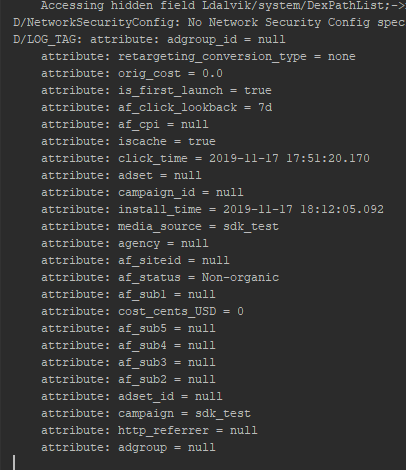 Accessing hidden field Ldalvik/system/DexPathList;->
D/NetworkSecurityConfig: No Network Security Config spec
D/LOG_TAG: attribute: adgroup_id = null
attribute: retargeting_conversion_type = none
attribute: orig_cost = 0.0
attribute: is_first_launch = true
attribute: af_click_lookback = 7d
attribute: af_cpi = null
attribute: iscache = true
attribute: click_time = 2019-11-17 17:51:20.170
attribute: adset = null
attribute: campaign_id = null
attribute: install_time = 2019-11-17 18:12:05.092
attribute: media_source = sdk_test
attribute: agency = null
attribute: af_siteid = null
attribute: af_status = Non-organic
attribute: af_sub1 = null
attribute: cost_cents_USD = 0
attribute: af_sub5 = null
attribute: af_sub4 = null
attribute: af_sub3 = null
attribute: af_sub2 = null
attribute: adset_id = null
attribute: campaign = sdk_test
attribute: http_referrer = null
attribute: adgroup = null